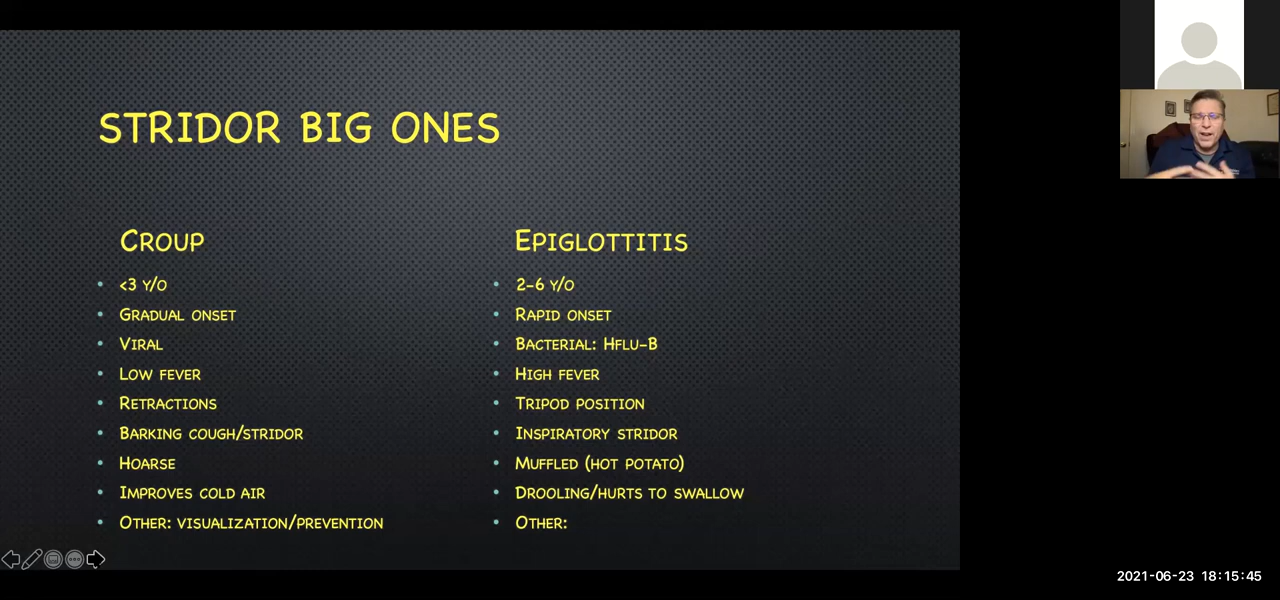 STRIDOR BIG ONES
CROUP
• <3 Y/O
• GRADUAL ONSET
• VIRAL
• LOW FEVER
• RETRACTIONS
• BARKING COUGH/STRIDOR
• HOARSE
• IMPROVES COLD AIR
• OTHER: VISUALIZATION/PREVENTION
EPIGLOTTITIS
• 2-6 Y/O
• RAPID ONSET
• BACTERIAL: HFLU-B
• HIGH FEVER
• TRIPOD POSITION
• INSPIRATORY STRIDOR
• MUFFLED (HOT POTATO)
• DROOLING/HURTS TO SWALLOW
• OTHER:
2021-06-23 18:15:45